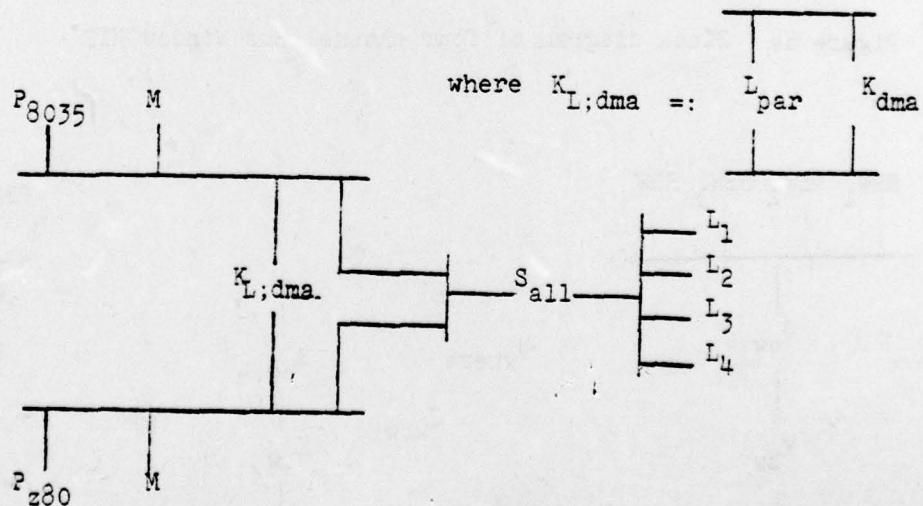 where K_L;dma =: L_par K_dma
P_8035 M
L_1
L_2
K_L;dma S_all
L_3
L_4
P_z80 M